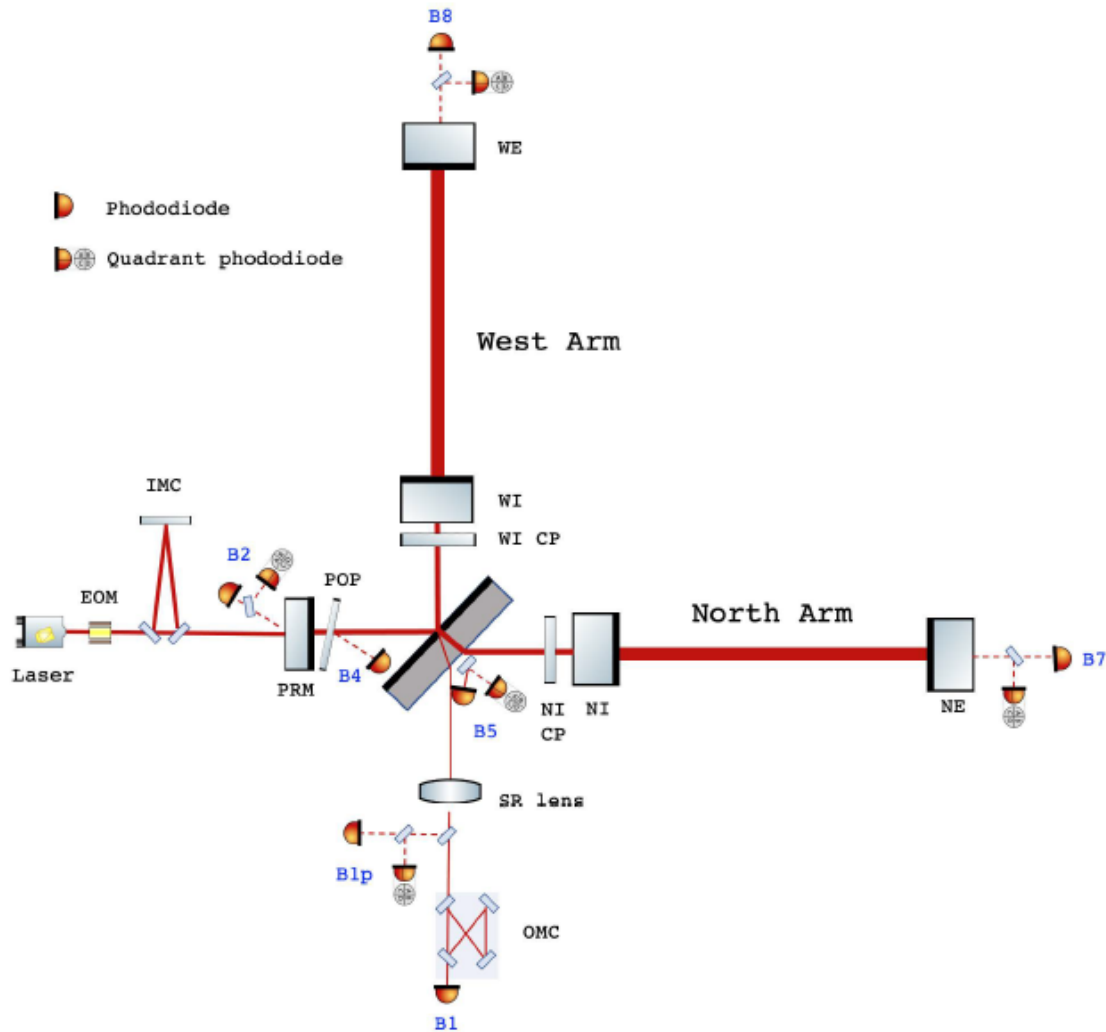 B8
WE
Phododiode
Quadrant phododiode
West Arm
IMC
WI
WI CP
B2
POP
EOM
North Arm
Laser
PRM
B4
B5
NI
CP
NI
NE
B7
SR lens
B1p
OMC
B1